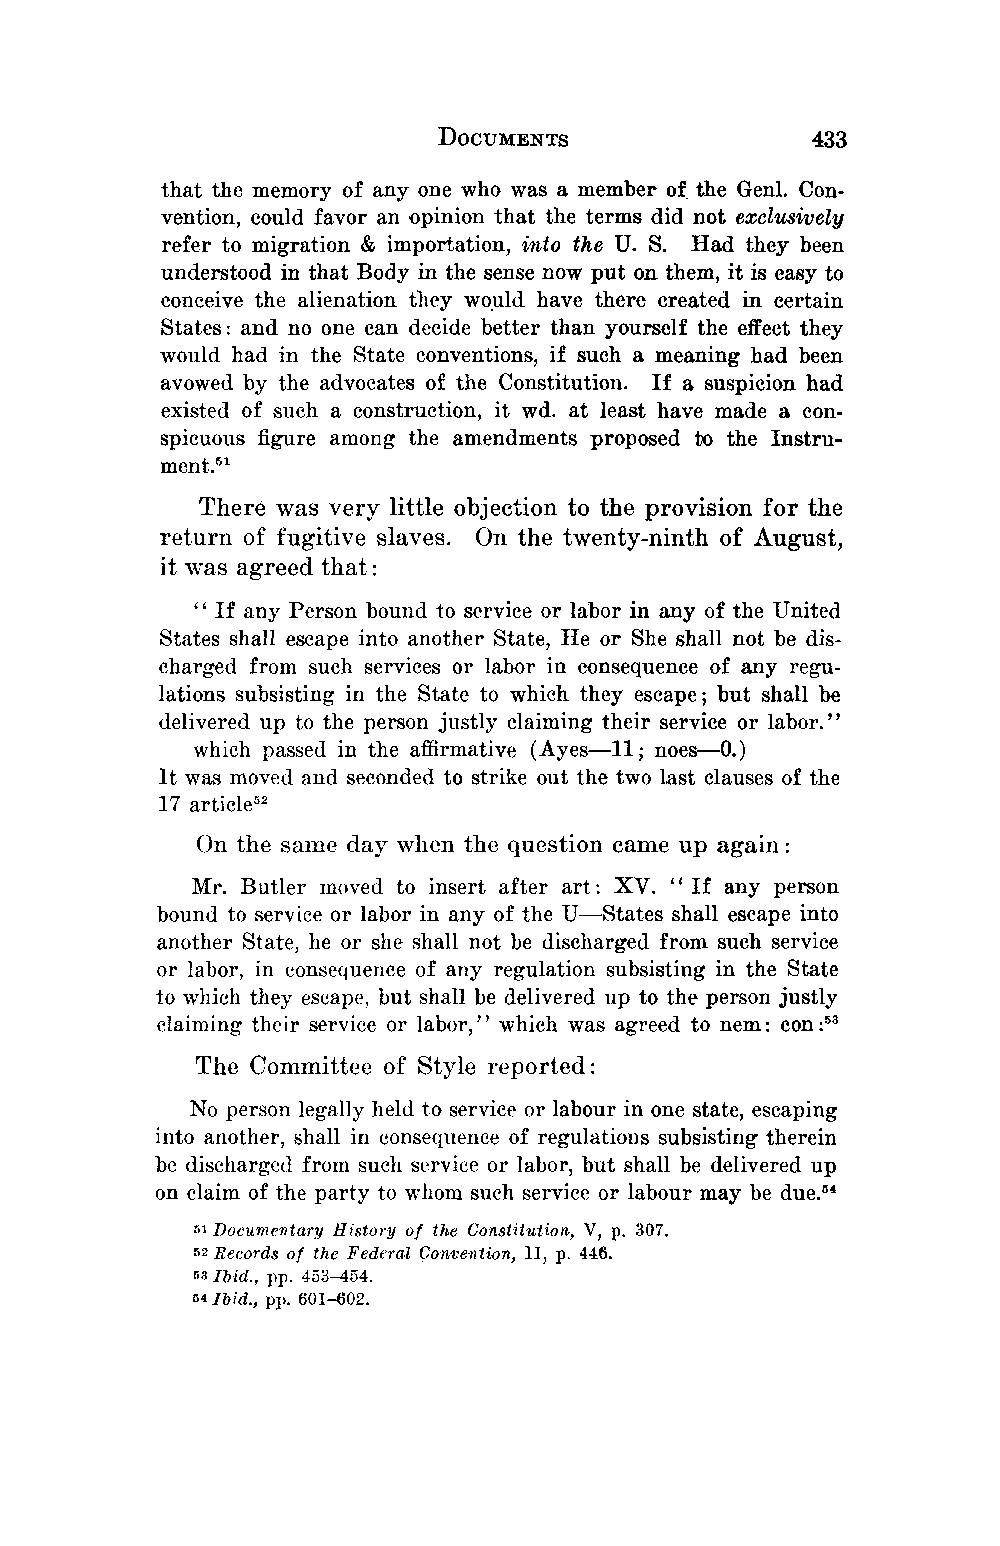 DOCUMENTS 433
that the memory of any one who was a member of the Genl. Con-
vention, could favor an opinion that the terms did not exclusively
refer to migration & importation, into the U. S. Had they been
understood in that Body in the sense now put on them, it is easy to
conceive the alienation they would have there created in certain
States: and no one can decide better than yourself the effect they
would had in the State conventions, if such a meaning had been
avowed by the advocates of the Constitution. If a suspicion had
existed of such a construction, it wd. at least have made a con-
spicuous figure among the amendments proposed to the Instru-
ment.⁵¹
There was very little objection to the provision for the
return of fugitive slaves. On the twenty-ninth of August,
it was agreed that:
“If any Person bound to service or labor in any of the United
States shall escape into another State, He or She shall not be dis-
charged from such services or labor in consequence of any regu-
lations subsisting in the State to which they escape; but shall be
delivered up to the person justly claiming their service or labor.”
which passed in the affirmative (Ayes—11; noes—0.)
It was moved and seconded to strike out the two last clauses of the
17 article⁵²
On the same day when the question came up again:
Mr. Butler moved to insert after art: XV. “If any person
bound to service or labor in any of the U—States shall escape into
another State, he or she shall not be discharged from such service
or labor, in consequence of any regulation subsisting in the State
to which they escape, but shall be delivered up to the person justly
claiming their service or labor,” which was agreed to nem: con:⁵³
The Committee of Style reported:
No person legally held to service or labour in one state, escaping
into another, shall in consequence of regulations subsisting therein
be discharged from such service or labor, but shall be delivered up
on claim of the party to whom such service or labour may be due.⁵⁴
⁵¹ Documentary History of the Constitution, V, p. 307.
⁵² Records of the Federal Convention, II, p. 446.
⁵³ Ibid., pp. 453–454.
⁵⁴ Ibid., pp. 601–602.